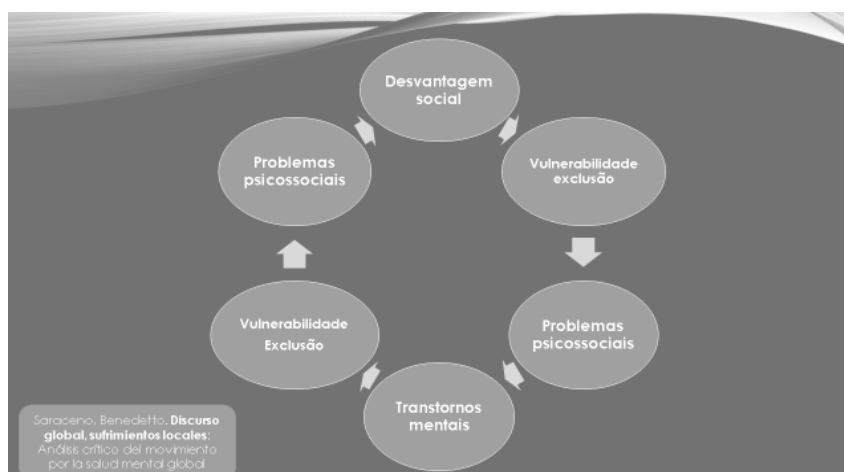 Desvantagem
social
Vulnerabilidade
exclusão
Problemas
psicossociais
Transtornos
mentais
Vulnerabilidade
Exclusão
Problemas
psicossociais
Saraceno, Benedetto. Discurso
global, sufrimientos locales:
Análisis crítico del movimiento
por la salud mental global